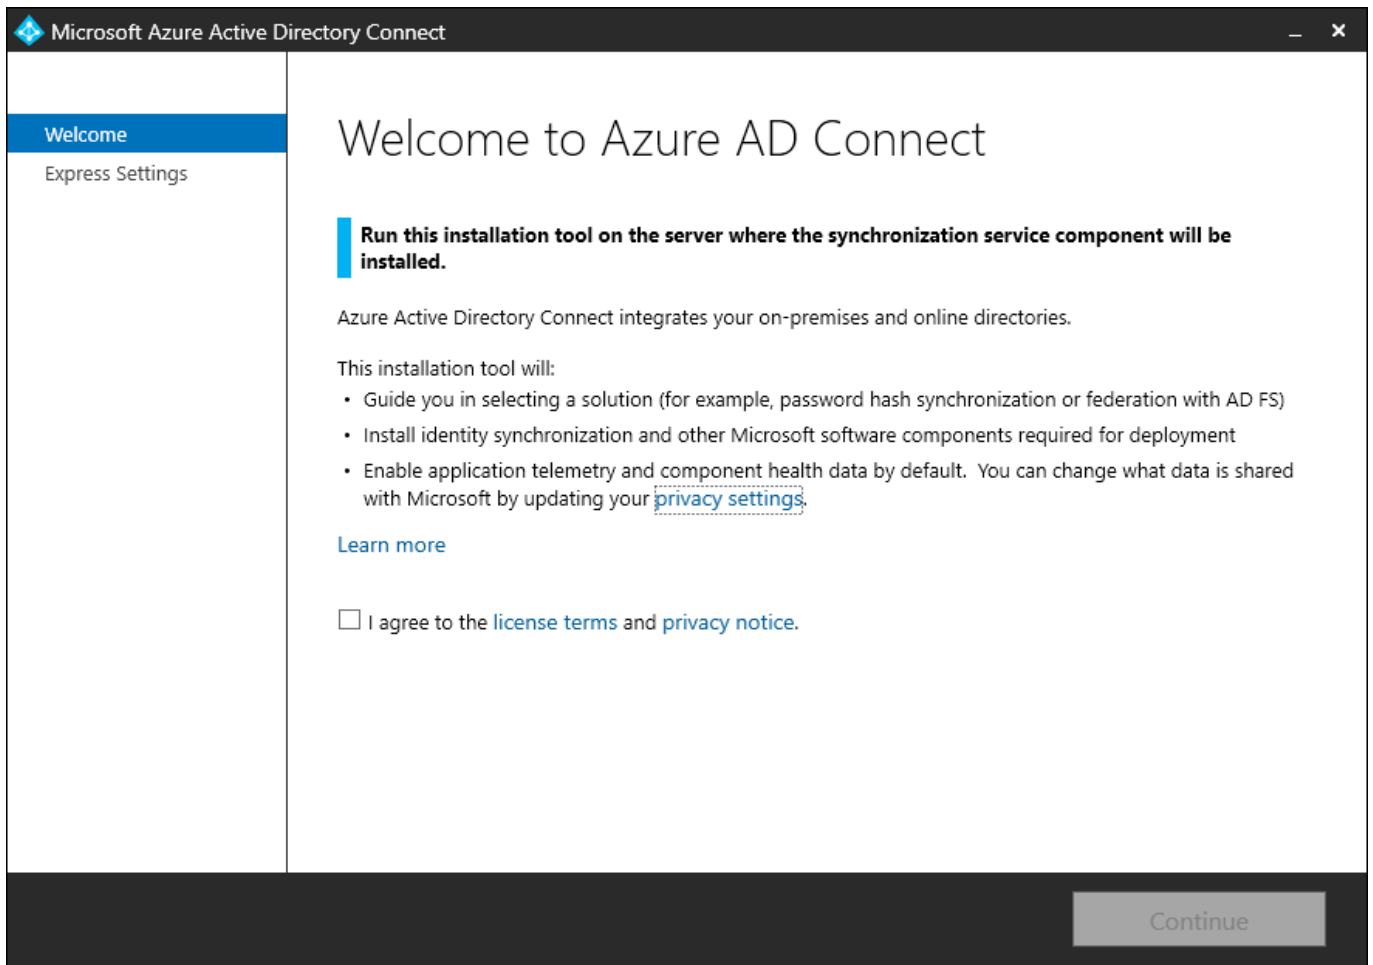 Microsoft Azure Active Directory Connect
Welcome
Express Settings
Welcome to Azure AD Connect
Run this installation tool on the server where the synchronization service component will be
installed.
Azure Active Directory Connect integrates your on-premises and online directories.
This installation tool will:
• Guide you in selecting a solution (for example, password hash synchronization or federation with AD FS)
• Install identity synchronization and other Microsoft software components required for deployment
• Enable application telemetry and component health data by default.  You can change what data is shared
with Microsoft by updating your privacy settings.
Learn more
I agree to the license terms and privacy notice.
Continue